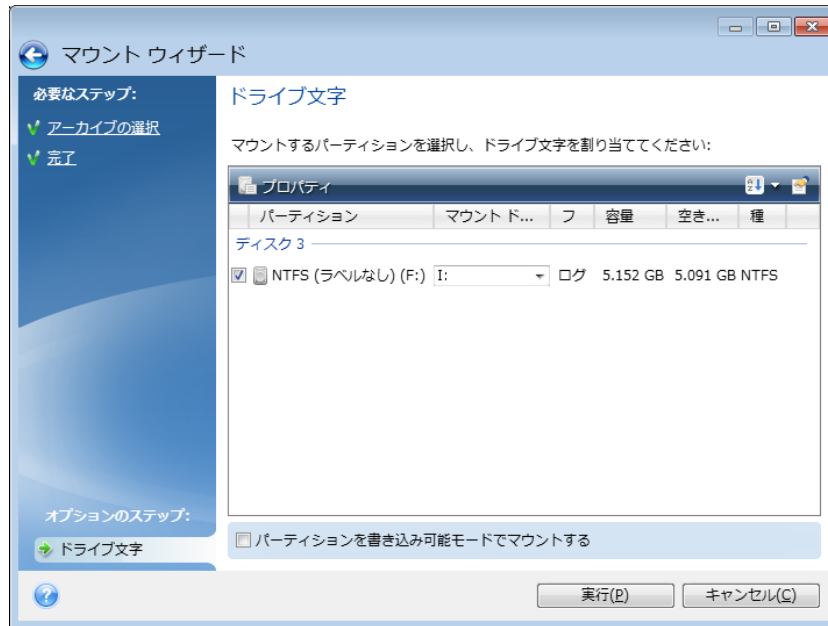 マウント ウィザード
必要なステップ:
アーカイブの選択
完了
オプションのステップ:
ドライブ文字
ドライブ文字
マウントするパーティションを選択し、ドライブ文字を割り当ててください:
プロパティ
パーティション マウント ド... フ 容量 空き... 種
ディスク 3
NTFS (ラベルなし) (F:) I: ログ 5.152 GB 5.091 GB NTFS
パーティションを書き込み可能モードでマウントする
実行(P) キャンセル(C)